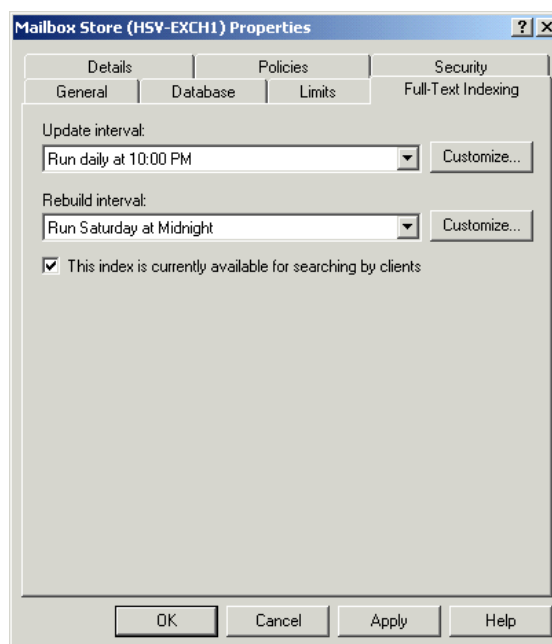 Mailbox Store (HSV-EXCH1) Properties
Details Policies Security
General Database Limits Full-Text Indexing
Update interval:
Run daily at 10:00 PM Customize...
Rebuild interval:
Run Saturday at Midnight Customize...
This index is currently available for searching by clients
OK Cancel Apply Help